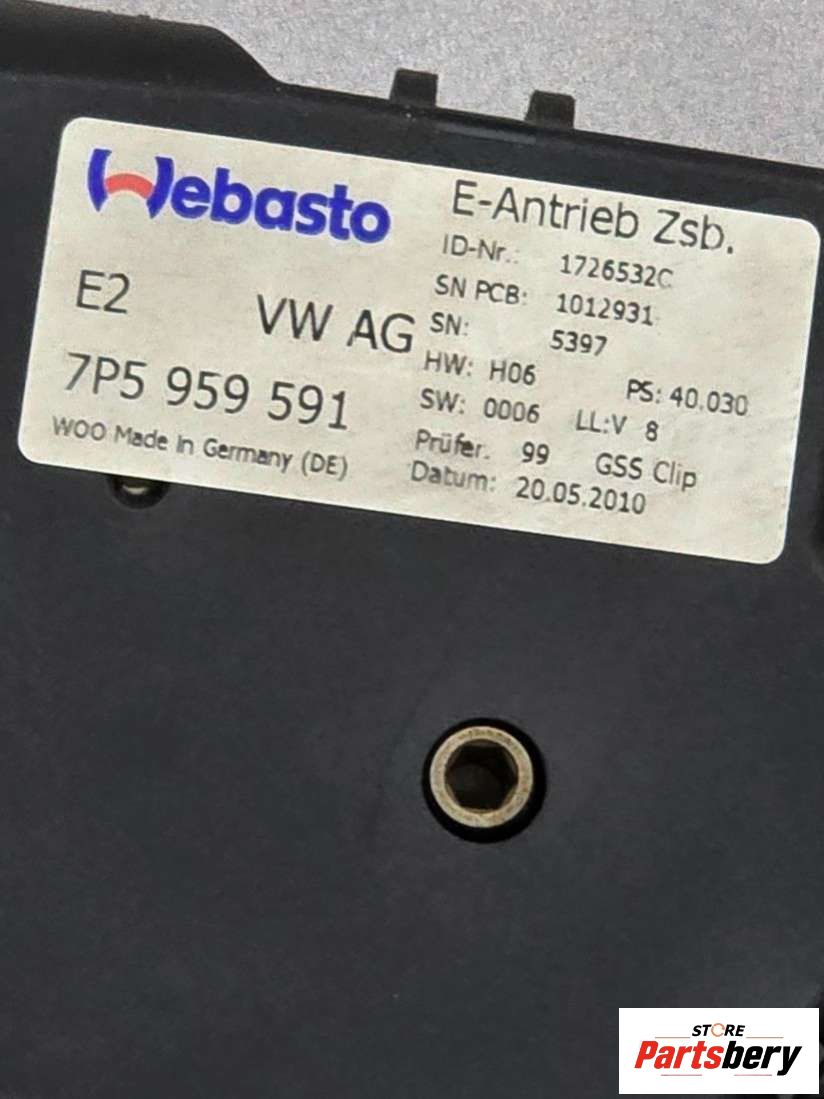 Webasto
E-Antrieb Zsb.
ID-Nr.: 1726532C
SN PCB: 1012931
SN: 5397
E2
VW AG
HW: H06 PS: 40.030
7P5 959 591
SW: 0006 LL:V 8
WOO Made in Germany (DE)
Prüfer. 99 GSS Clip
Datum: 20.05.2010
STORE
Partsbery